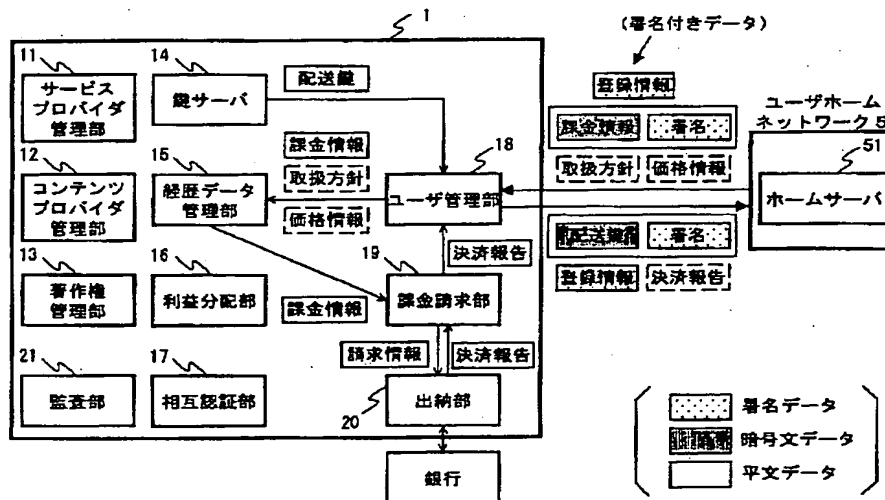 1
(署名付きデータ)
11
サービス
プロバイダ
管理部
14
鍵サーバ
配送鍵
登録情報
課金情報
署名
取扱方針
価格情報
ユーザホーム
ネットワーク5
51
ホームサーバ
12
コンテンツ
プロバイダ
管理部
15
経歴データ
管理部
課金情報
取扱方針
価格情報
18
ユーザ管理部
配送鍵
署名
登録情報
決済報告
13
著作権
管理部
16
利益分配部
課金情報
19
課金請求部
決済報告
請求情報
決済報告
21
監査部
17
相互認証部
20
出納部
銀行
署名データ
暗号文データ
平文データ